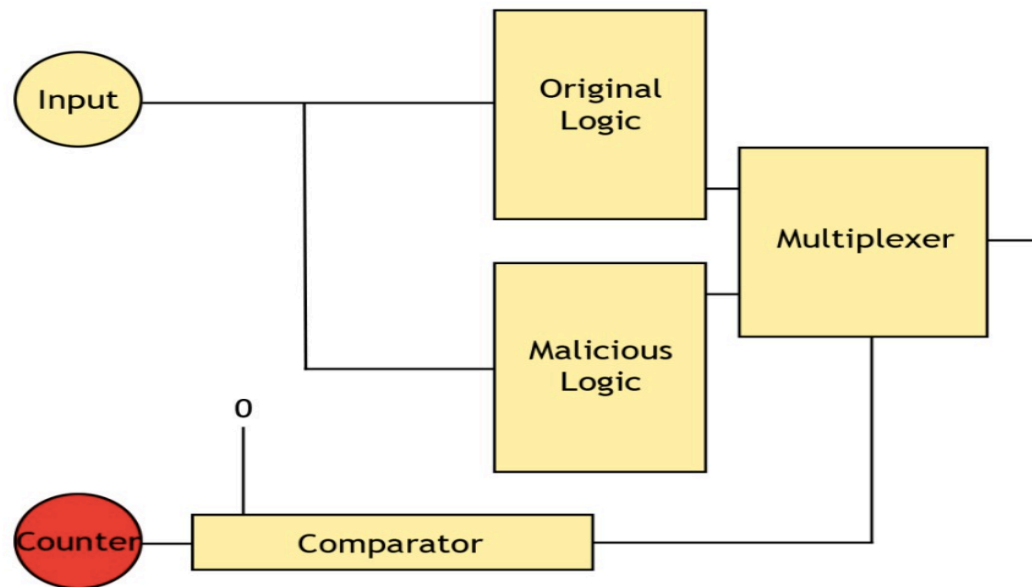 Input
Original
Logic
Multiplexer
Malicious
Logic
0
Counter
Comparator